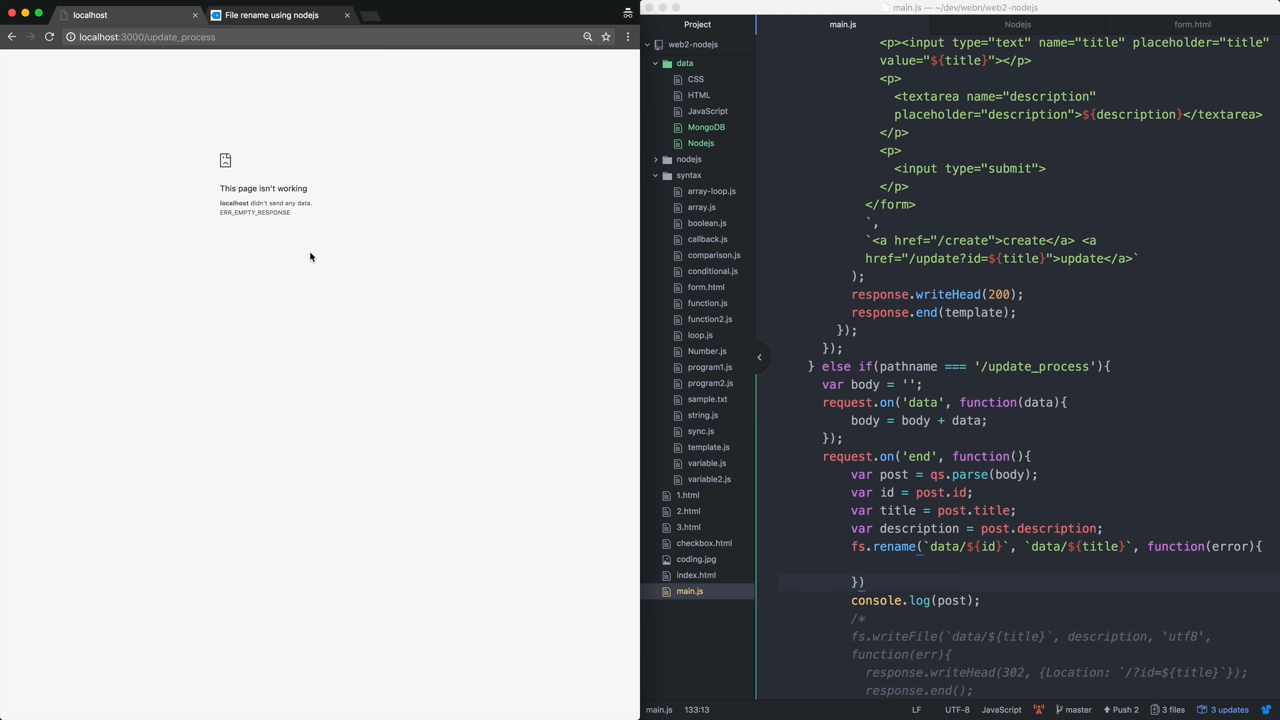 localhost
File rename using nodejs
localhost:3000/update_process
This page isn't working
localhost didn't send any data.
ERR_EMPTY_RESPONSE
main.js — ~/dev/webn/web2-nodejs
Project
main.js
Nodejs
form.html
web2-nodejs
data
CSS
HTML
JavaScript
MongoDB
Nodejs
nodejs
syntax
array-loop.js
array.js
boolean.js
callback.js
comparison.js
conditional.js
form.html
function.js
function2.js
loop.js
Number.js
program1.js
program2.js
sample.txt
string.js
sync.js
template.js
variable.js
variable2.js
1.html
2.html
3.html
checkbox.html
coding.jpg
index.html
main.js
<p><input type="text" name="title" placeholder="title"
value="${title}"></p>
<p>
<textarea name="description"
placeholder="description">${description}</textarea>
</p>
<p>
<input type="submit">
</p>
</form>
`,
`<a href="/create">create</a> <a
href="/update?id=${title}">update</a>`
);
response.writeHead(200);
response.end(template);
});
});
} else if(pathname === '/update_process'){
var body = '';
request.on('data', function(data){
body = body + data;
});
request.on('end', function(){
var post = qs.parse(body);
var id = post.id;
var title = post.title;
var description = post.description;
fs.rename(`data/${id}`, `data/${title}`, function(error){
})
console.log(post);
/*
fs.writeFile(`data/${title}`, description, 'utf8',
function(err){
response.writeHead(302, {Location: `/?id=${title}`});
response.end();
main.js 133:13 LF UTF-8 JavaScript master Push 2 3 files 3 updates